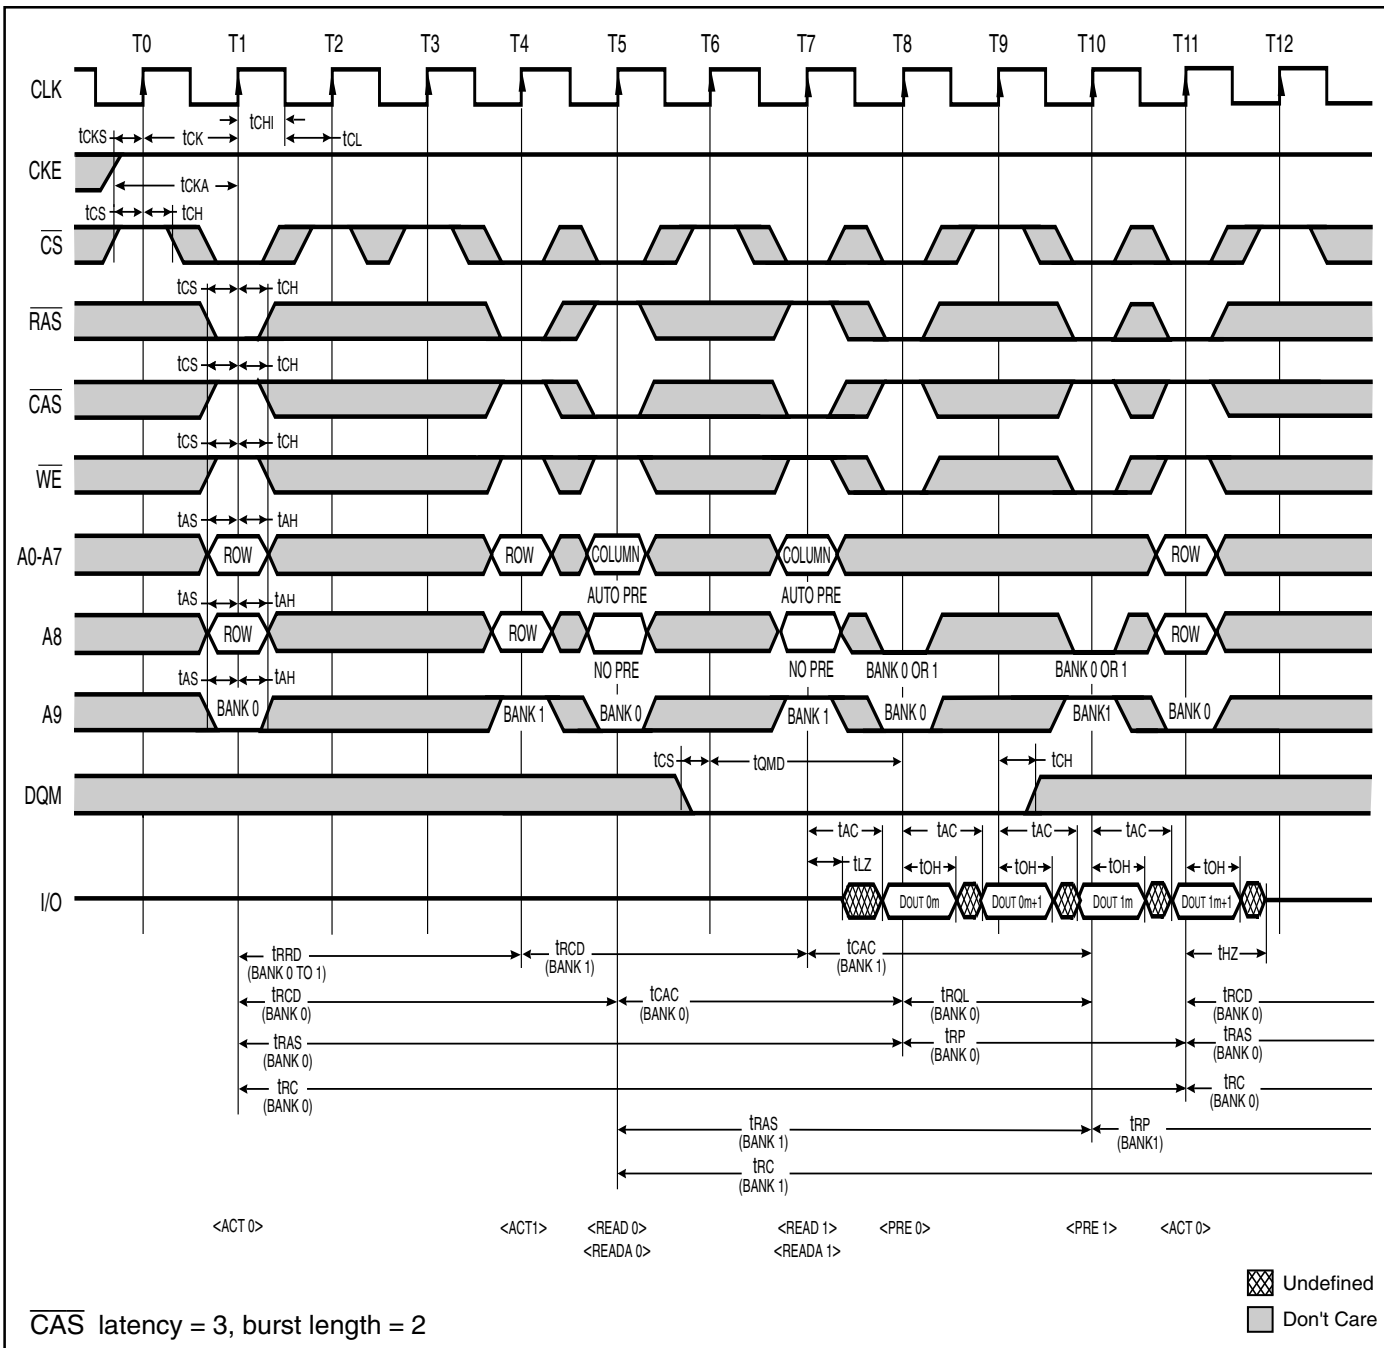 T0 T1 T2 T3 T4 T5 T6 T7 T8 T9 T10 T11 T12
CLK
tCHI
tCKS tCK tCL
CKE
tCKA
tCS tCH
CS
tCS tCH
RAS
tCS tCH
CAS
tCS tCH
WE
tAS tAH
A0-A7 ROW ROW COLUMN COLUMN ROW
AUTO PRE AUTO PRE
tAS tAH
A8 ROW ROW ROW
NO PRE NO PRE BANK 0 OR 1 BANK 0 OR 1
tAS tAH
A9 BANK 0 BANK 1 BANK 0 BANK 1 BANK 0 BANK1 BANK 0
tCS tQMD tCH
DQM
tAC tAC tAC tAC
tLZ tOH tOH tOH tOH
I/O DOUT 0m DOUT 0m+1 DOUT 1m DOUT 1m+1
tRRD tRCD tCAC tHZ
(BANK 0 TO 1) (BANK 1) (BANK 1)
tRCD tCAC tRQL tRCD
(BANK 0) (BANK 0) (BANK 0) (BANK 0)
tRAS tRP tRAS
(BANK 0) (BANK 0) (BANK 0)
tRC tRC
(BANK 0) (BANK 0)
tRAS tRP
(BANK 1) (BANK1)
tRC
(BANK 1)
<ACT 0> <ACT1> <READ 0> <READ 1> <PRE 0> <PRE 1> <ACT 0>
<READA 0> <READA 1>
Undefined
Don't Care
CAS latency = 3, burst length = 2